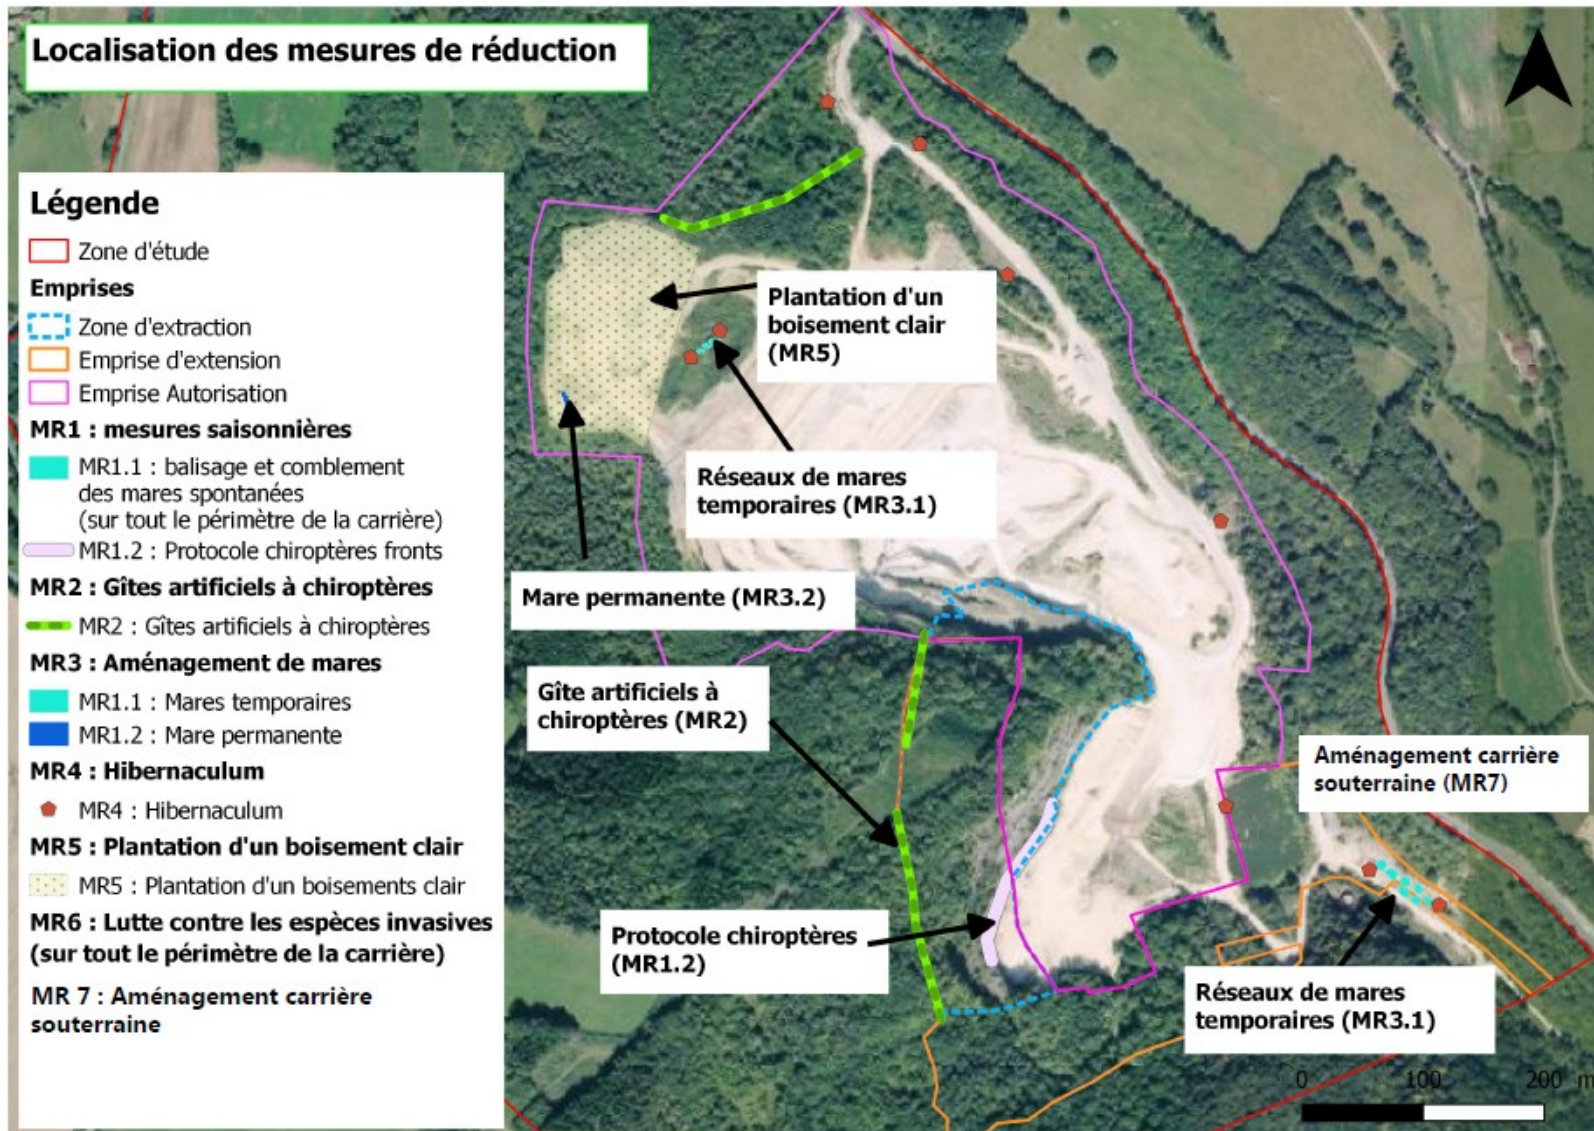 Localisation des mesures de réduction
Légende
Zone d'étude
Emprises
Zone d'extraction
Emprise d'extension
Emprise Autorisation
MR1 : mesures saisonnières
MR1.1 : balisage et comblement
des mares spontanées
(sur tout le périmètre de la carrière)
MR1.2 : Protocole chiroptères fronts
MR2 : Gîtes artificiels à chiroptères
MR2 : Gîtes artificiels à chiroptères
MR3 : Aménagement de mares
MR1.1 : Mares temporaires
MR1.2 : Mare permanente
MR4 : Hibernaculum
MR4 : Hibernaculum
MR5 : Plantation d'un boisement clair
MR5 : Plantation d'un boisements clair
MR6 : Lutte contre les espèces invasives
(sur tout le périmètre de la carrière)
MR 7 : Aménagement carrière
souterraine
Plantation d'un
boisement clair
(MR5)
Réseaux de mares
temporaires (MR3.1)
Mare permanente (MR3.2)
Gîte artificiels à
chiroptères (MR2)
Aménagement carrière
souterraine (MR7)
Protocole chiroptères
(MR1.2)
Réseaux de mares
temporaires (MR3.1)
0 100 200 m